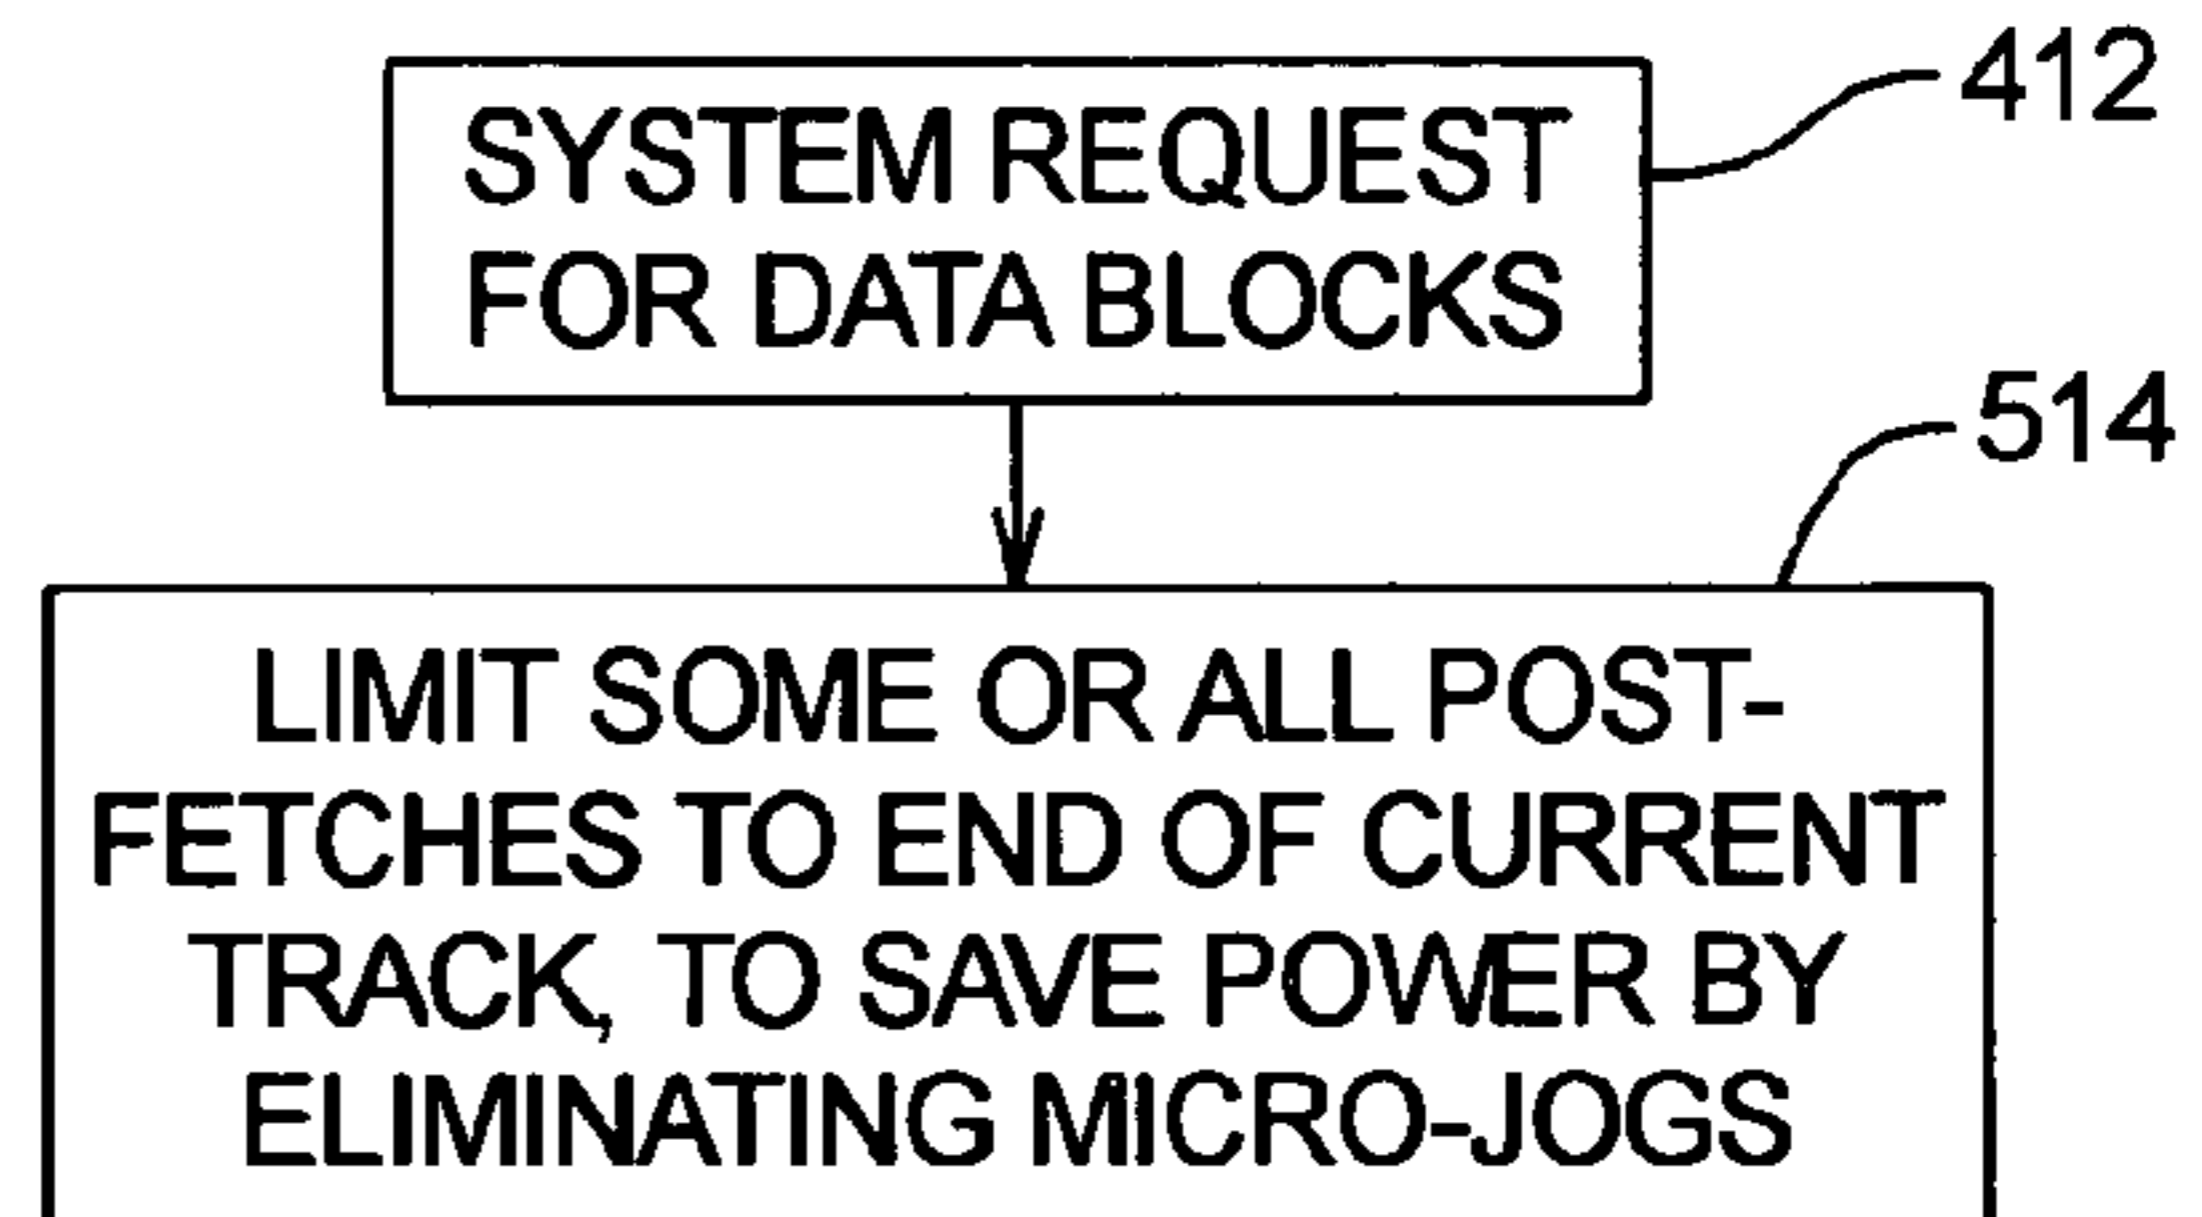 412
SYSTEM REQUEST
FOR DATA BLOCKS
514
LIMIT SOME OR ALL POST-
FETCHES TO END OF CURRENT
TRACK, TO SAVE POWER BY
ELIMINATING MICRO-JOGS